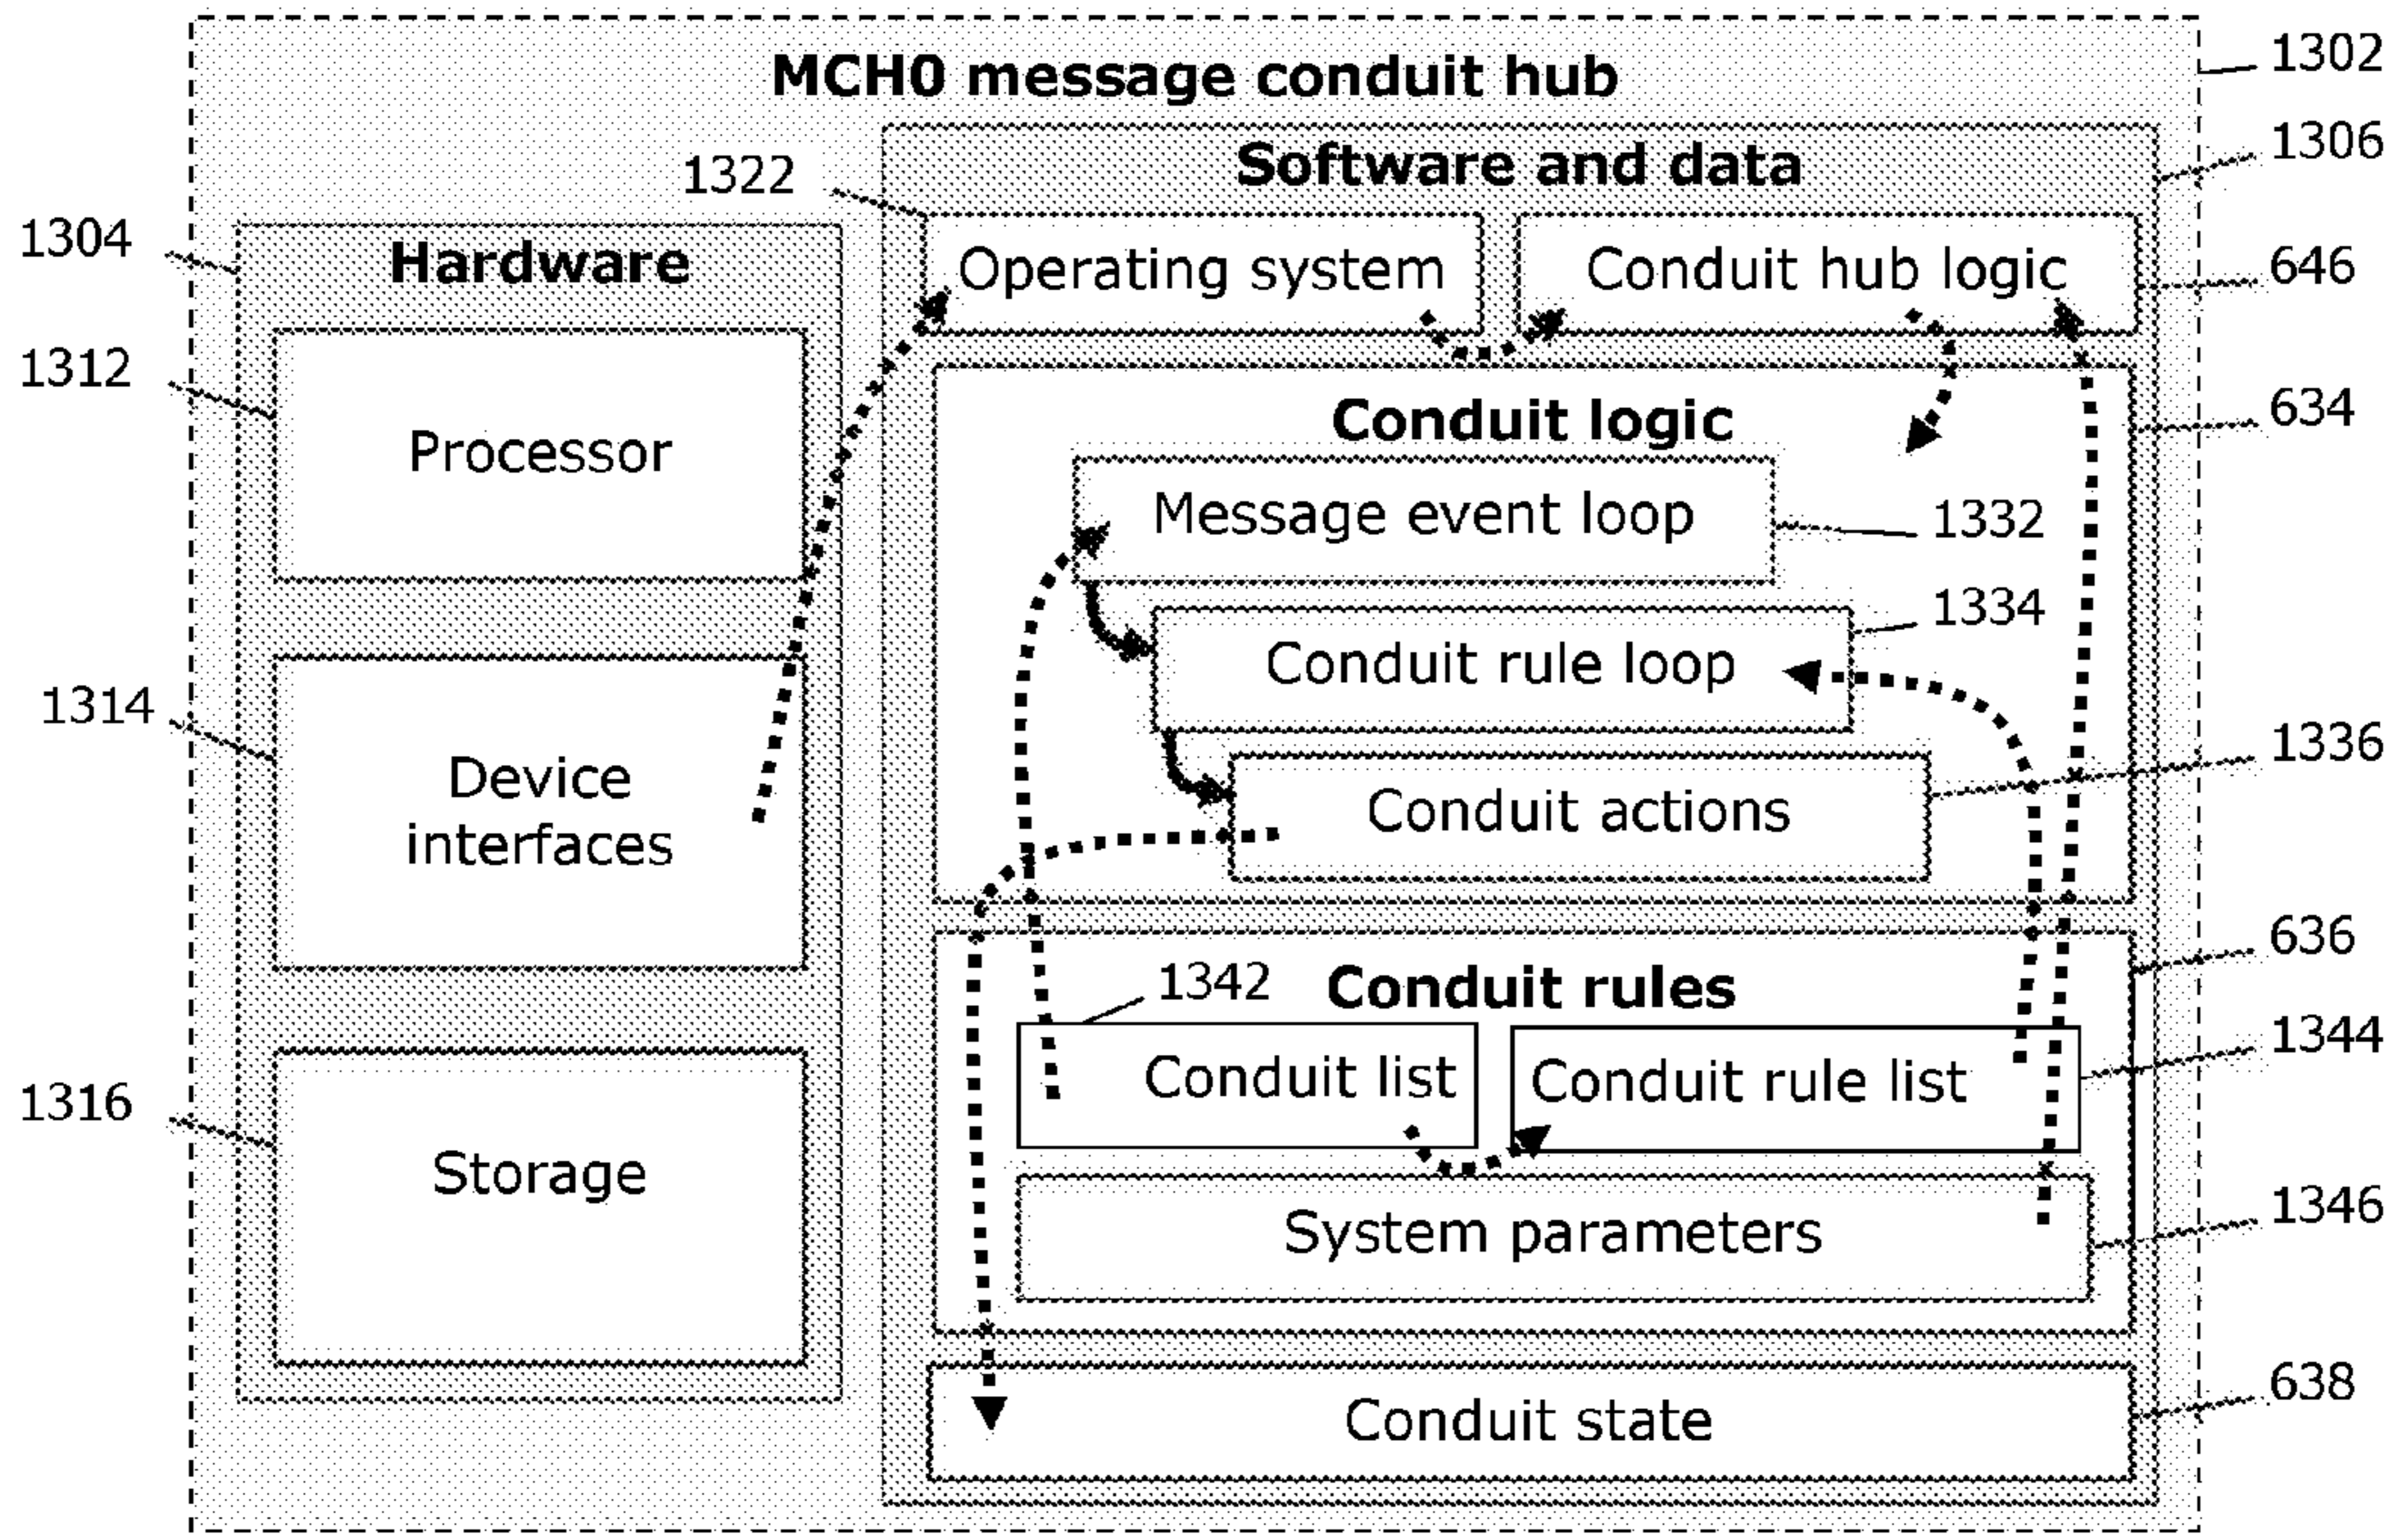 MCH0 message conduit hub
1302
Software and data
1306
1322
1304
Hardware
Operating system
Conduit hub logic
646
1312
Processor
Conduit logic
634
Message event loop
1332
1334
Conduit rule loop
1314
Device
interfaces
1336
Conduit actions
636
1342
Conduit rules
1344
Conduit list
Conduit rule list
1316
Storage
1346
System parameters
638
Conduit state